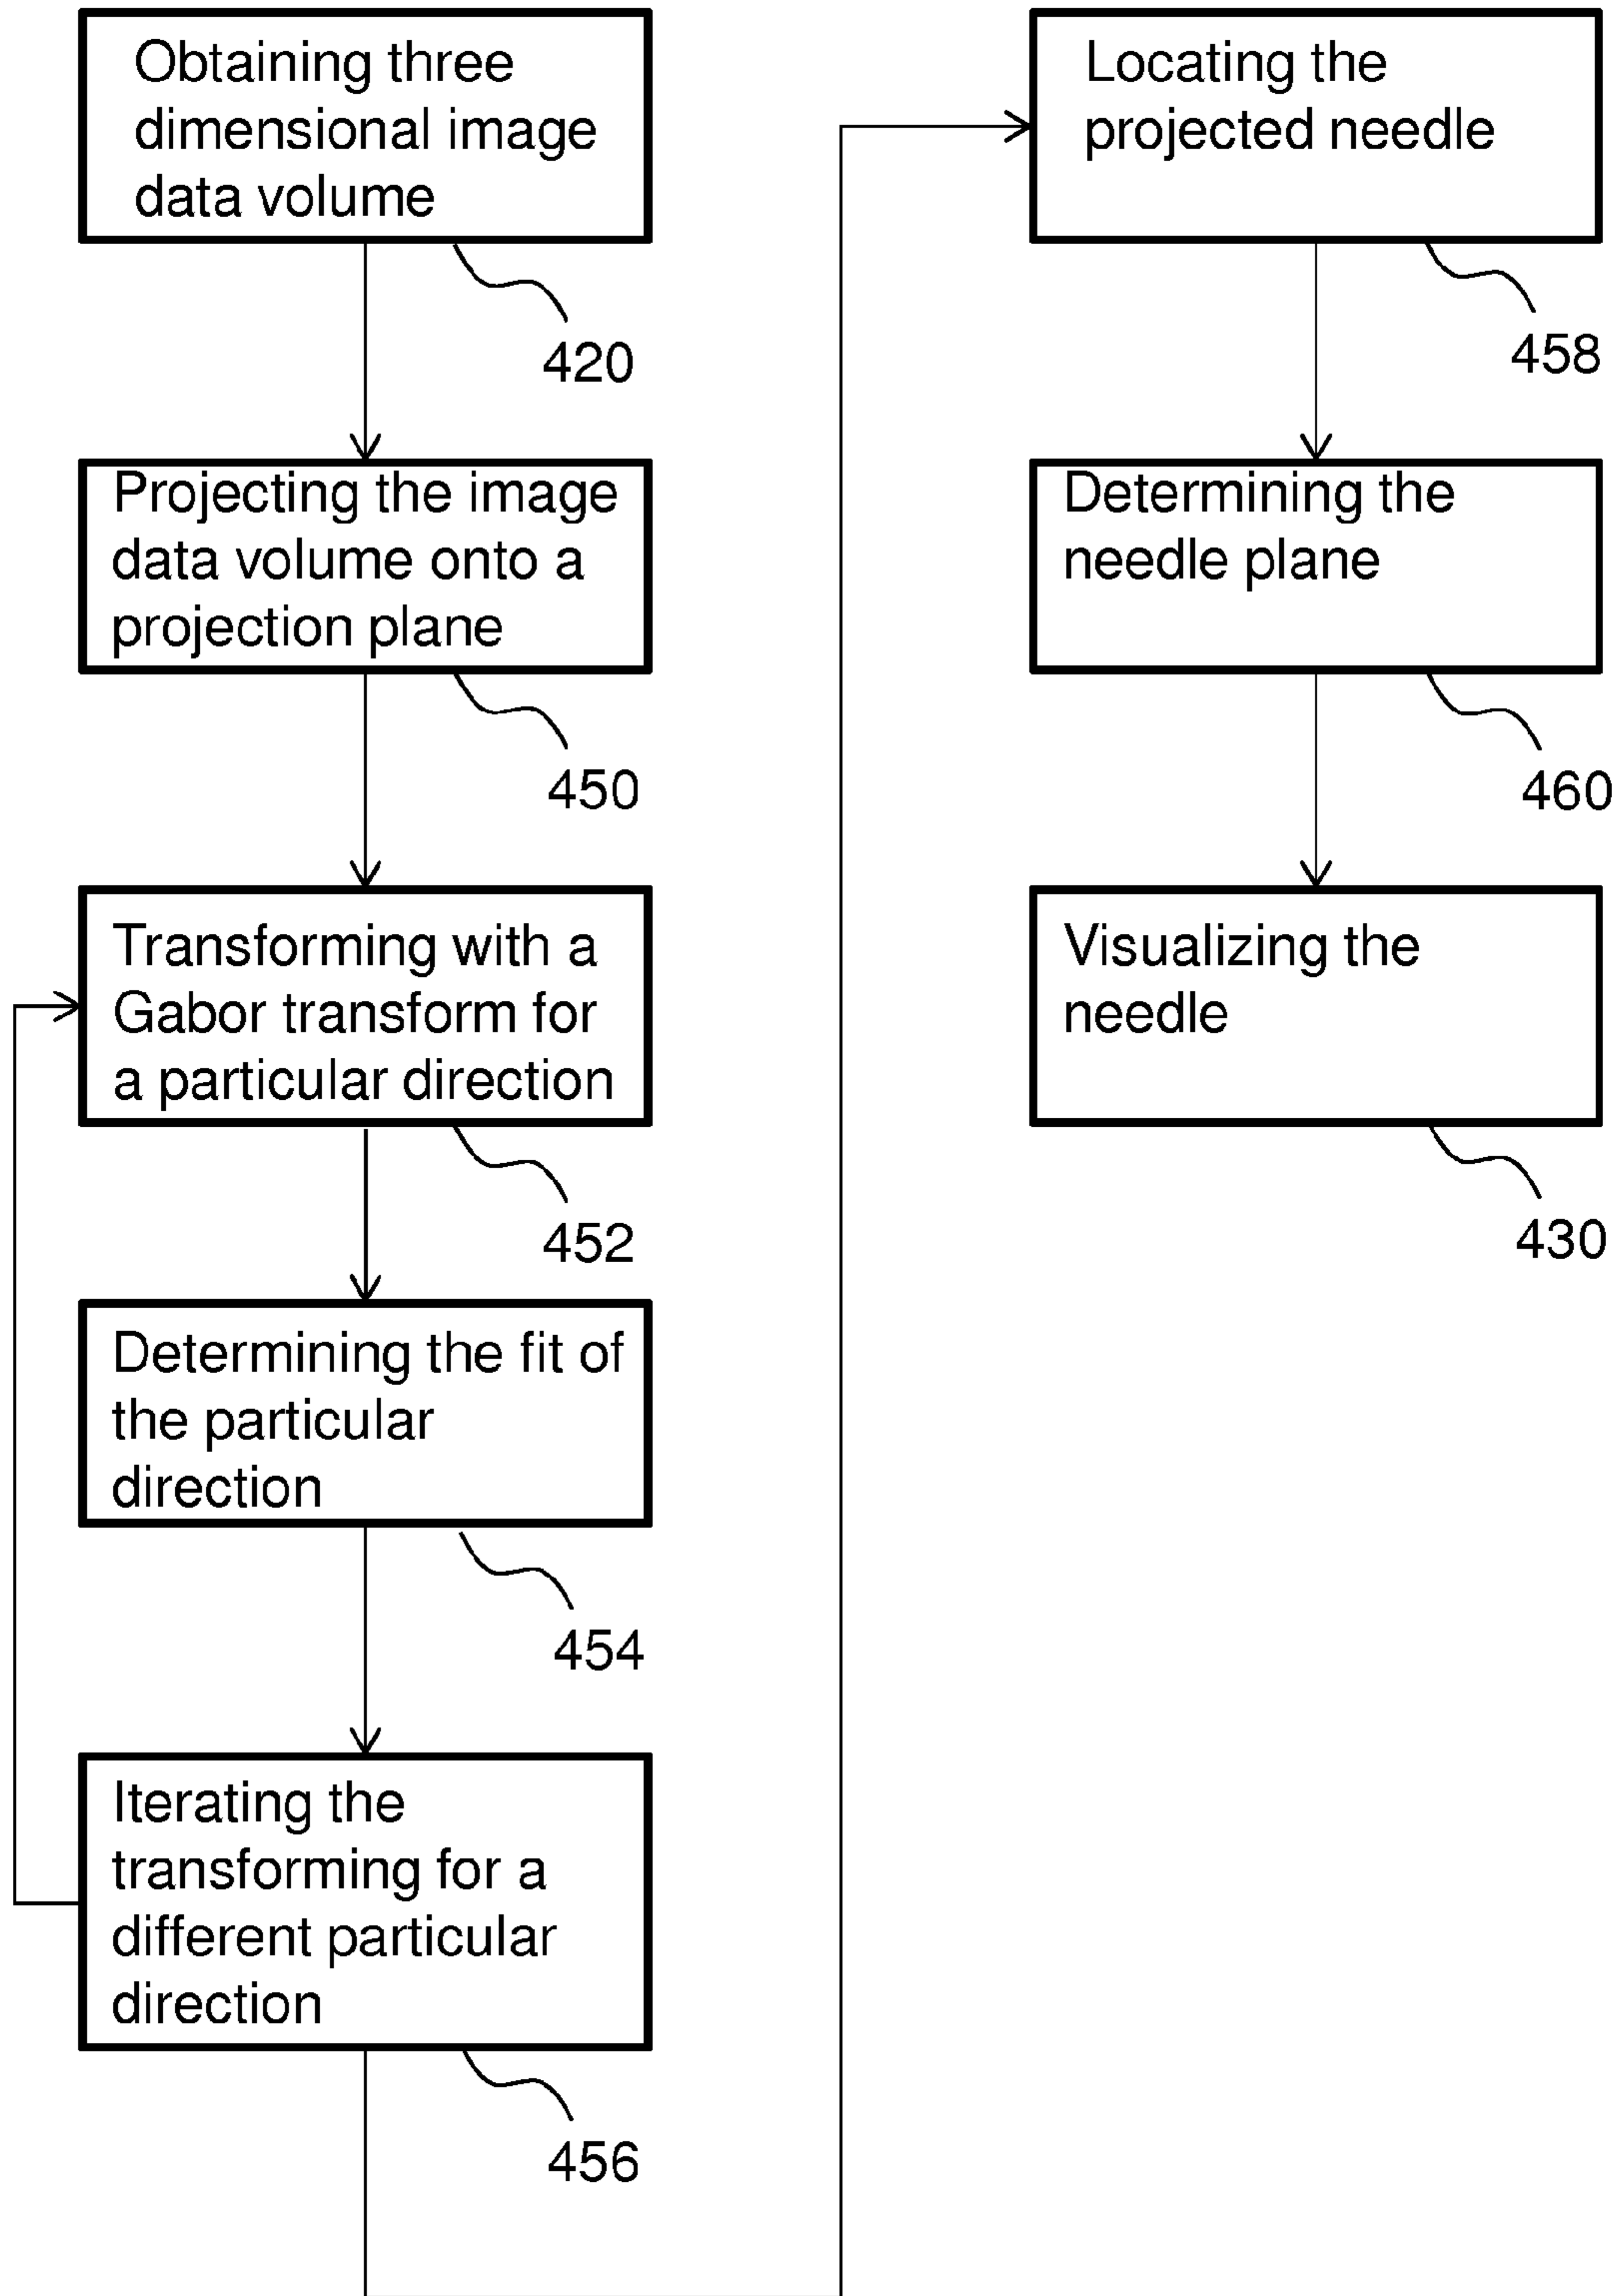 Obtaining three
dimensional image
data volume
420
Projecting the image
data volume onto a
projection plane
450
Transforming with a
Gabor transform for
a particular direction
452
Determining the fit of
the particular
direction
454
Iterating the
transforming for a
different particular
direction
456
Locating the
projected needle
458
Determining the
needle plane
460
Visualizing the
needle
430